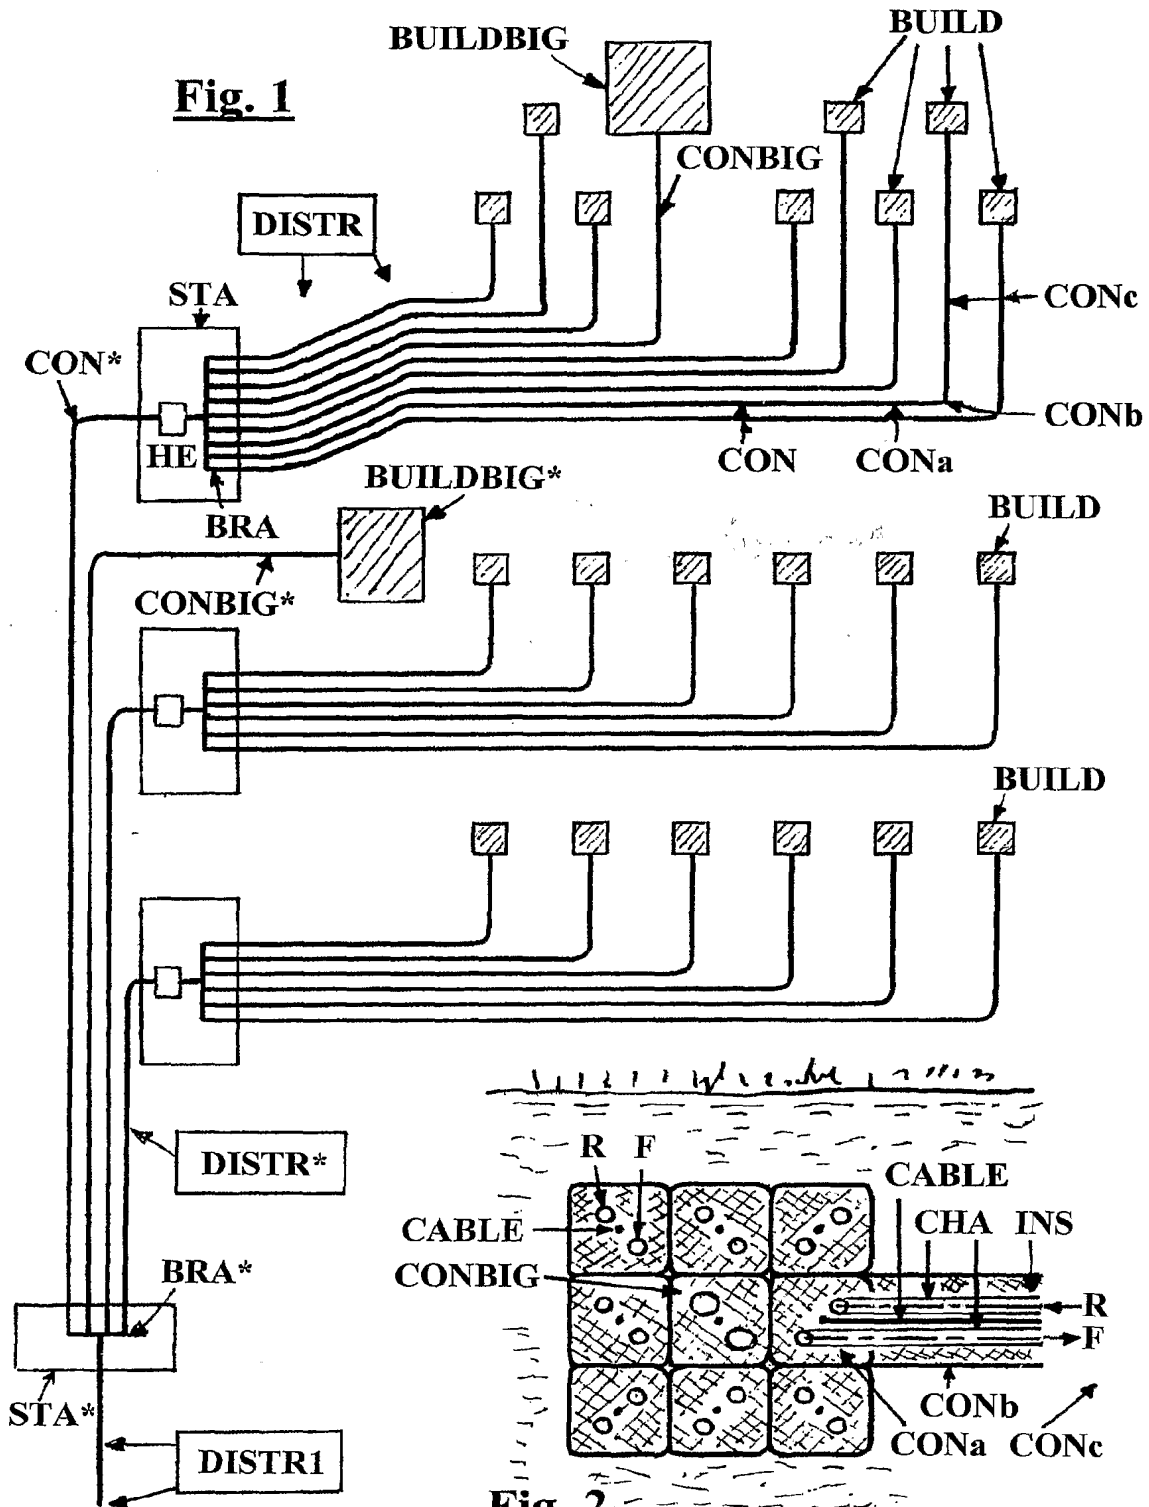 BUILD
BUILDBIG
Fig. 1
CONBIG
DISTR
STA
CONc
CON*
CONb
HE
CON
CONa
BUILDBIG*
BRA
BUILD
CONBIG*
BUILD
DISTR*
R F
CABLE
CABLE
CHA INS
CONBIG
BRA*
R
F
STA*
CONb
CONa CONc
DISTR1
Fig. 2